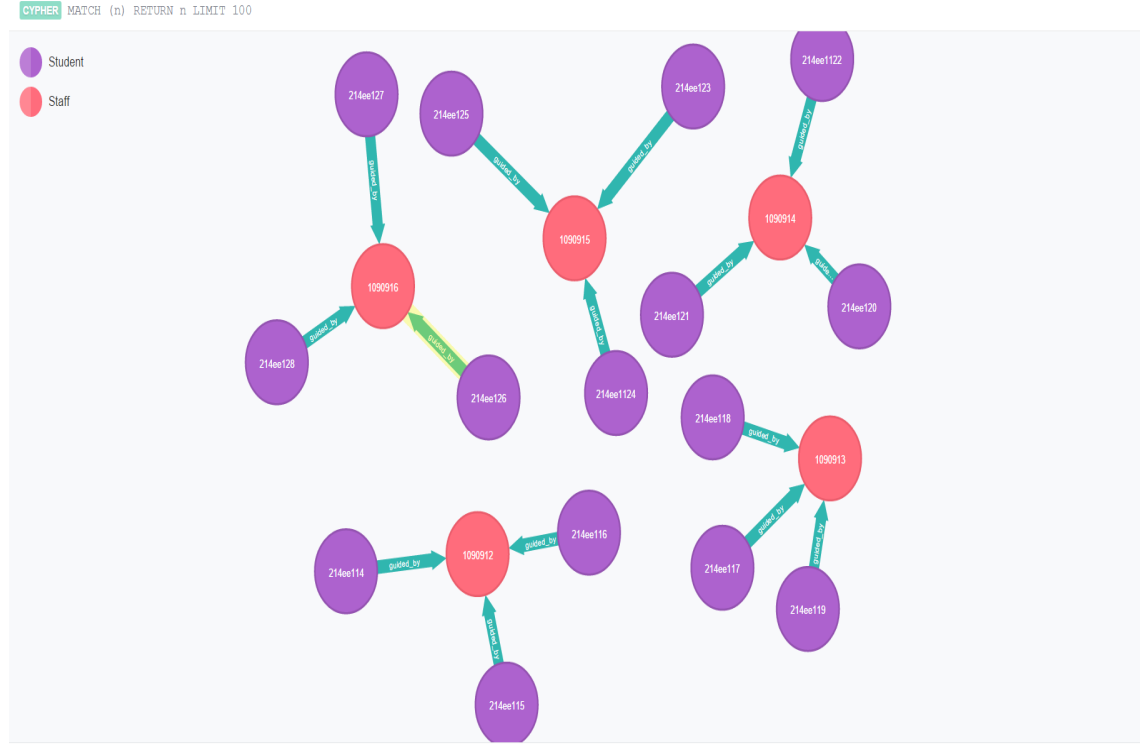 CYPHER MATCH (n) RETURN n LIMIT 100
Student
Staff
214ee127
214ee125
214ee123
214ee1122
guided_by
guided_by
guided_by
guided_by
1090916
1090915
1090914
guided_by
guided_by
guided_by
guided_by
guide...
214ee128
214ee126
214ee1124
214ee121
214ee120
214ee118
guided_by
1090913
214ee114
guided_by
1090912
guided_by
214ee116
guided_by
guided_by
guided_by
214ee117
214ee119
214ee115